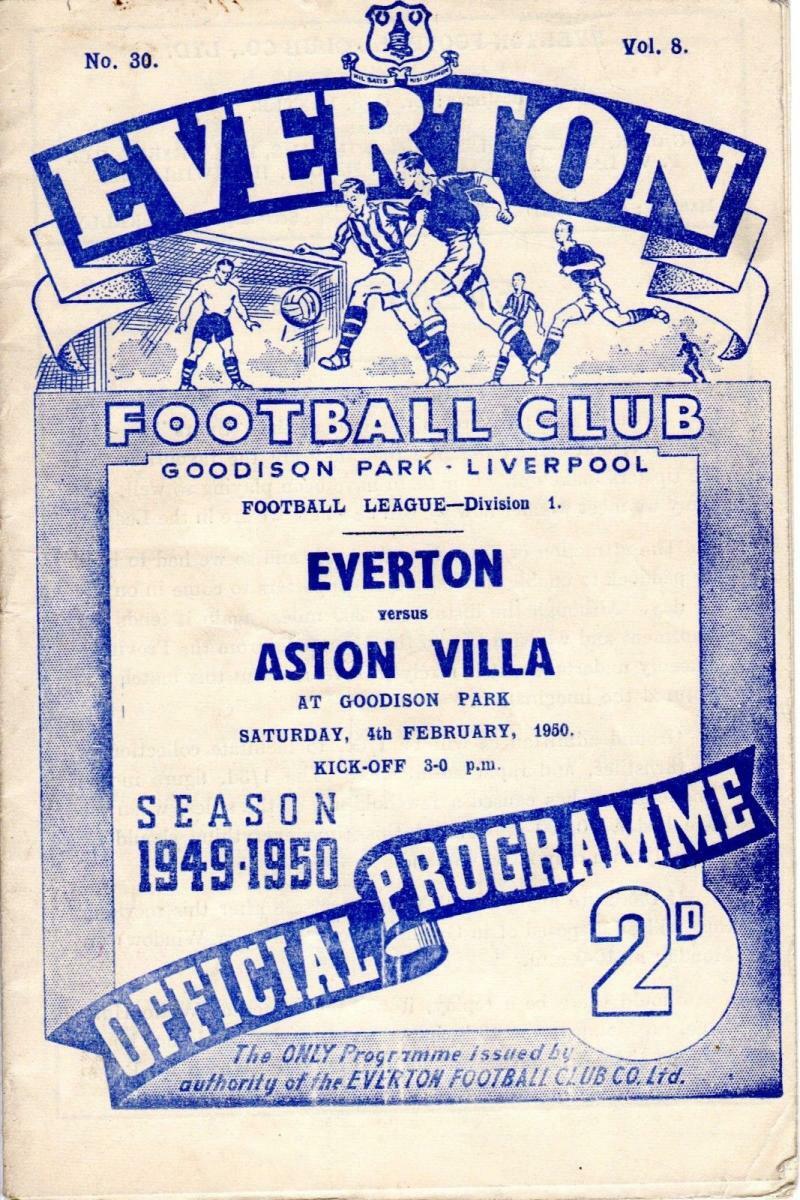 No. 30.
Vol. 8.
NIL SATIS NISI OPTIMUM
EVERTON
FOOTBALL CLUB
GOODISON PARK · LIVERPOOL
FOOTBALL LEAGUE—Division 1.
EVERTON
versus
ASTON VILLA
AT GOODISON PARK
SATURDAY, 4th FEBRUARY, 1950.
KICK-OFF 3-0 p.m.
SEASON
1949·1950
OFFICIAL PROGRAMME
2D
The ONLY Programme issued by
authority of the EVERTON FOOTBALL CLUB CO. Ltd.